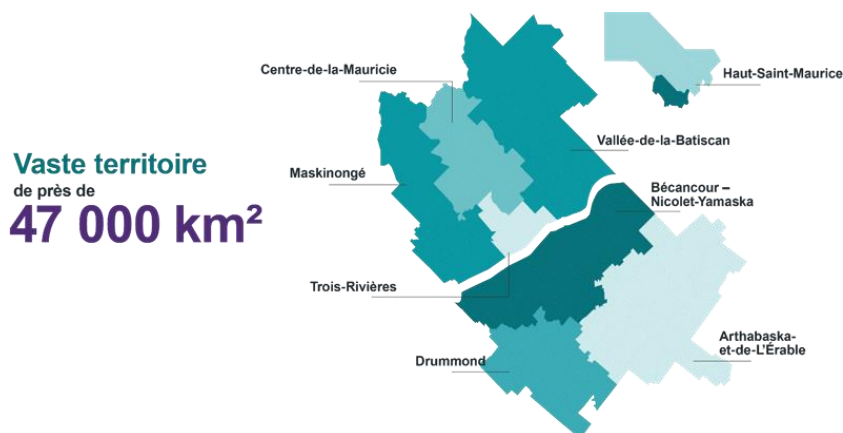 Vaste territoire
de près de
47 000 km²
Centre-de-la-Mauricie
Haut-Saint-Maurice
Vallée-de-la-Batiscan
Maskinongé
Bécancour –
Nicolet-Yamaska
Trois-Rivières
Arthabaska-
et-de-L'Érable
Drummond